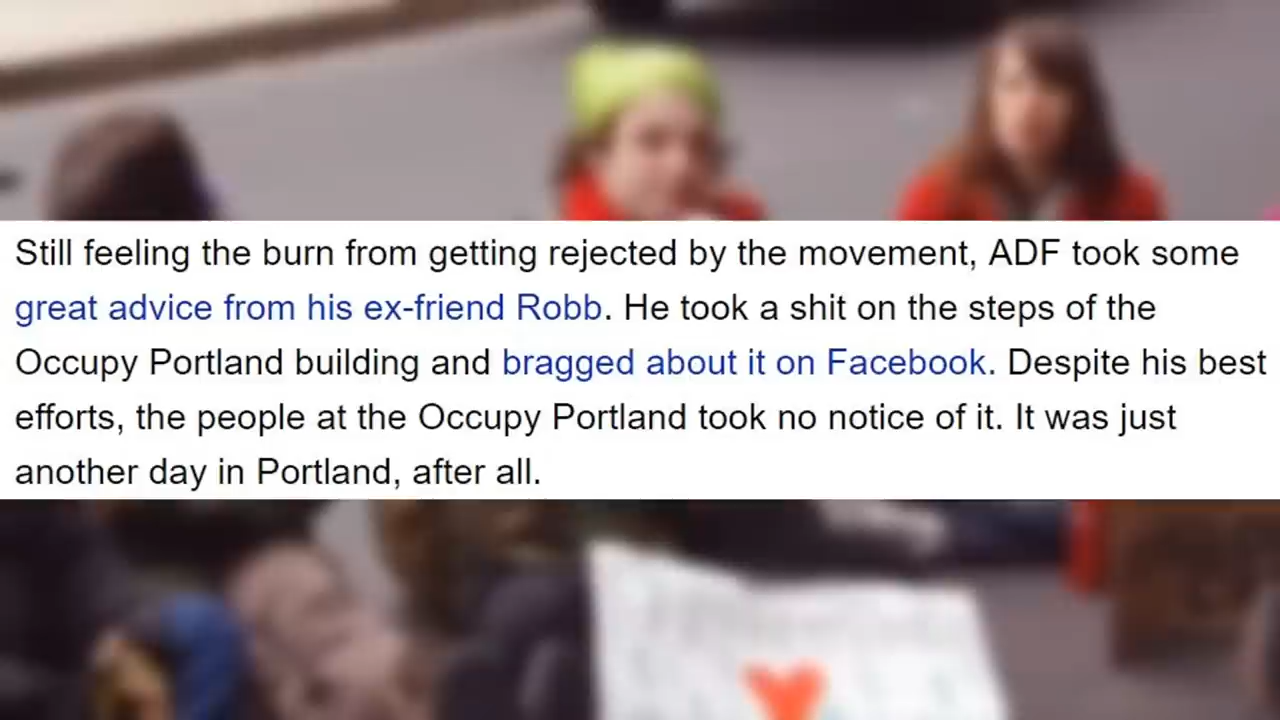 Still feeling the burn from getting rejected by the movement, ADF took some
great advice from his ex-friend Robb. He took a shit on the steps of the
Occupy Portland building and bragged about it on Facebook. Despite his best
efforts, the people at the Occupy Portland took no notice of it. It was just
another day in Portland, after all.